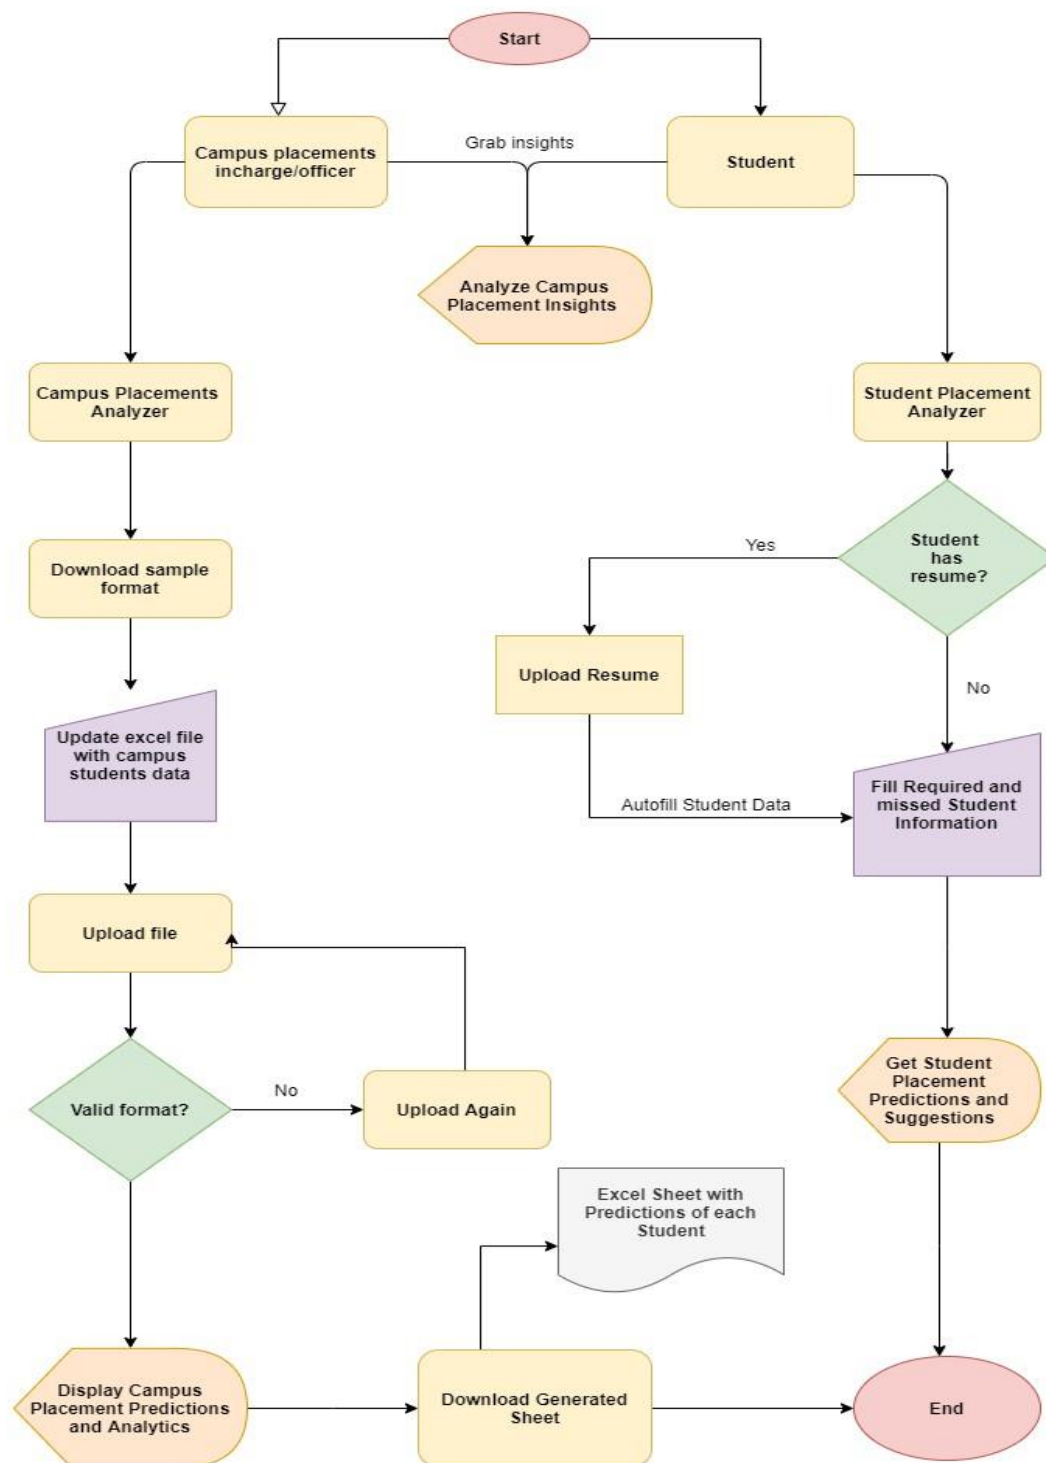 Start
Campus placements
incharge/officer
Grab insights
Student
Analyze Campus
Placement Insights
Campus Placements
Analyzer
Student Placement
Analyzer
Download sample
format
Student
has
resume?
Yes
No
Upload Resume
Update excel file
with campus
students data
Autofill Student Data
Fill Required and
missed Student
Information
Upload file
Valid format?
No
Upload Again
Get Student
Placement
Predictions and
Suggestions
Excel Sheet with
Predictions of each
Student
Display Campus
Placement Predictions
and Analytics
Download Generated
Sheet
End